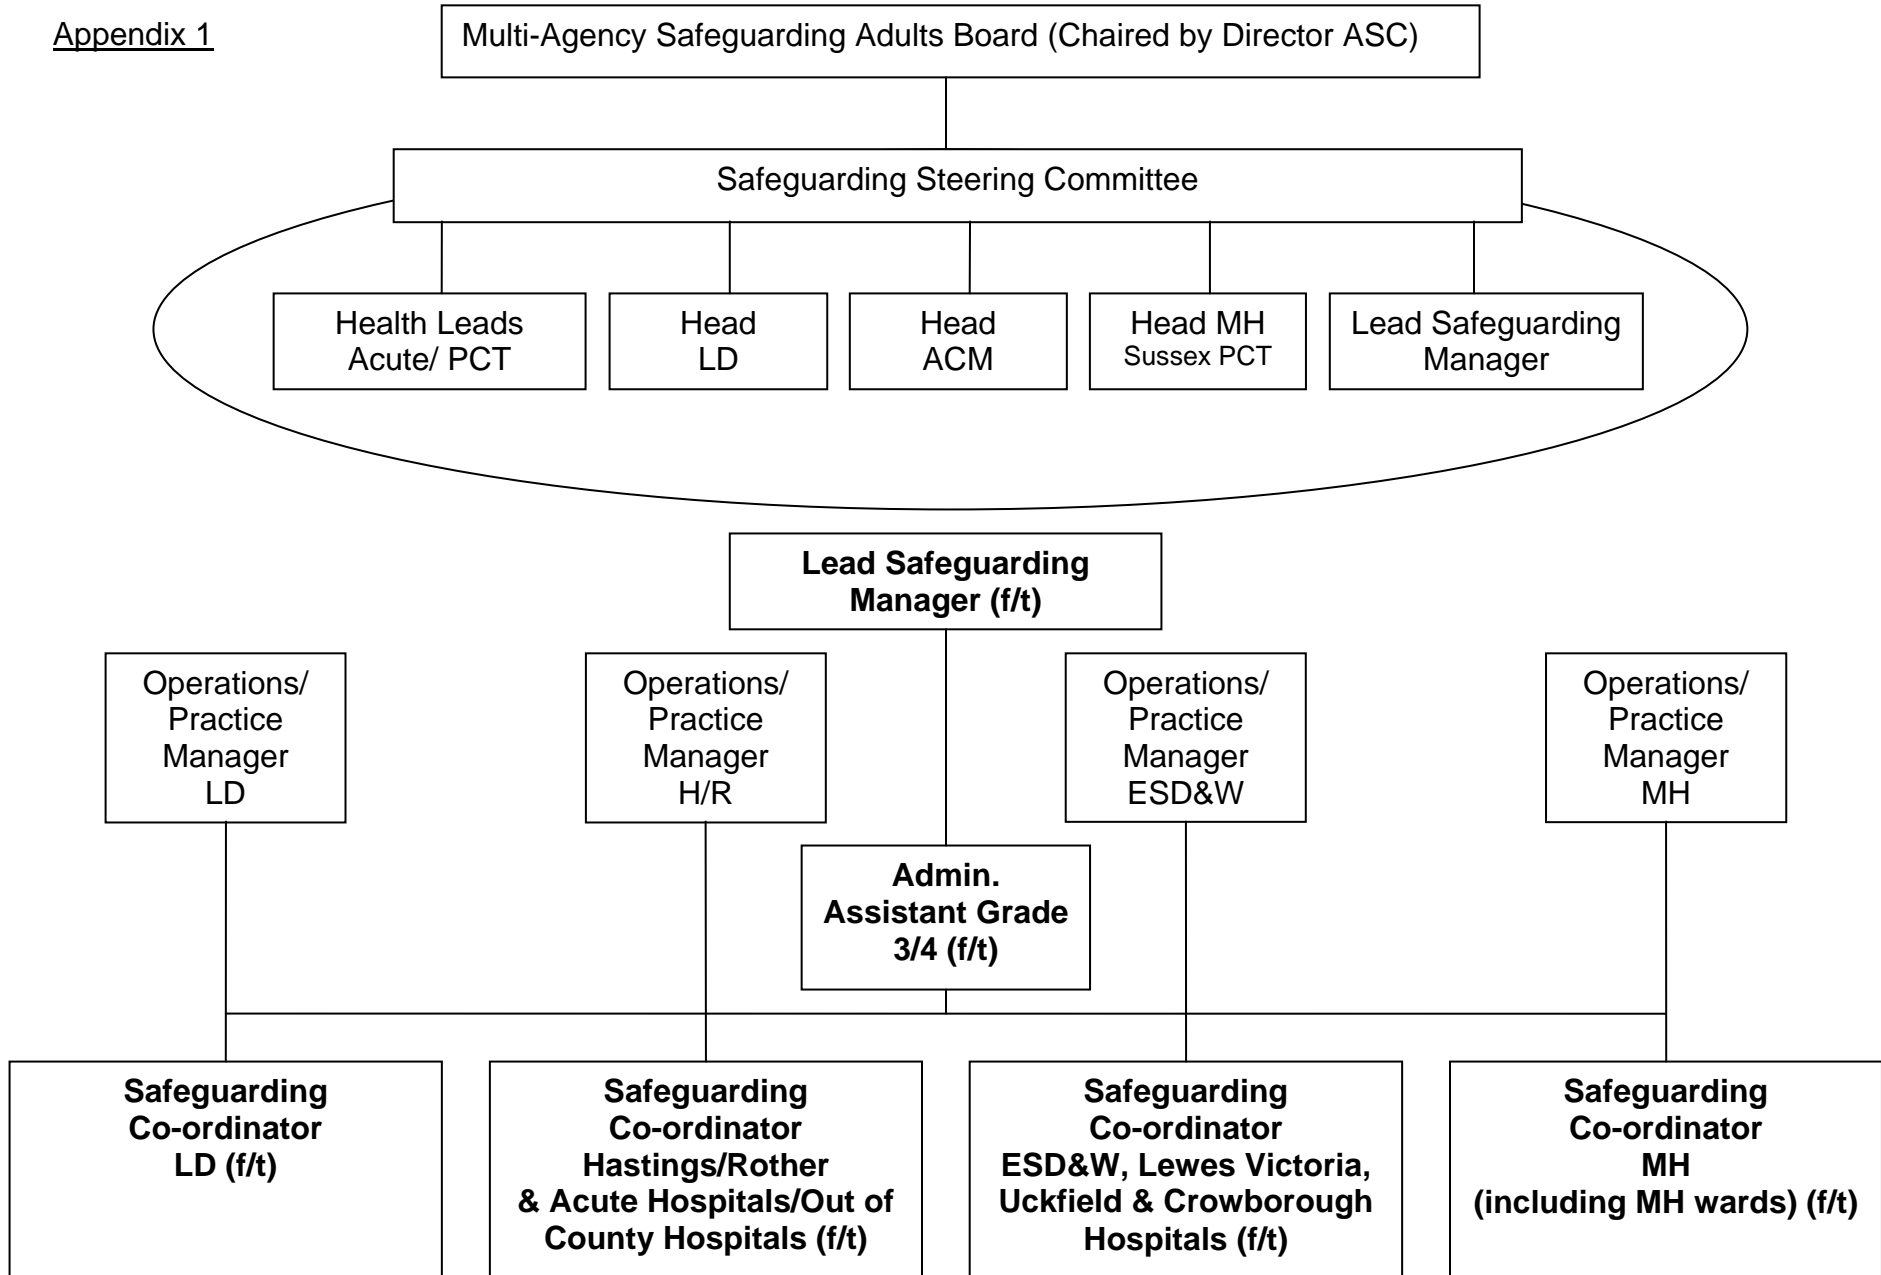 Appendix 1
Multi-Agency Safeguarding Adults Board (Chaired by Director ASC)
Safeguarding Steering Committee
Health Leads
Acute/ PCT
Head
LD
Head
ACM
Head MH
Sussex PCT
Lead Safeguarding
Manager
Lead Safeguarding
Manager (f/t)
Operations/
Practice
Manager
LD
Operations/
Practice
Manager
H/R
Operations/
Practice
Manager
ESD&W
Operations/
Practice
Manager
MH
Admin.
Assistant Grade
3/4 (f/t)
Safeguarding
Co-ordinator
LD (f/t)
Safeguarding
Co-ordinator
Hastings/Rother
& Acute Hospitals/Out of
County Hospitals (f/t)
Safeguarding
Co-ordinator
ESD&W, Lewes Victoria,
Uckfield & Crowborough
Hospitals (f/t)
Safeguarding
Co-ordinator
MH
(including MH wards) (f/t)